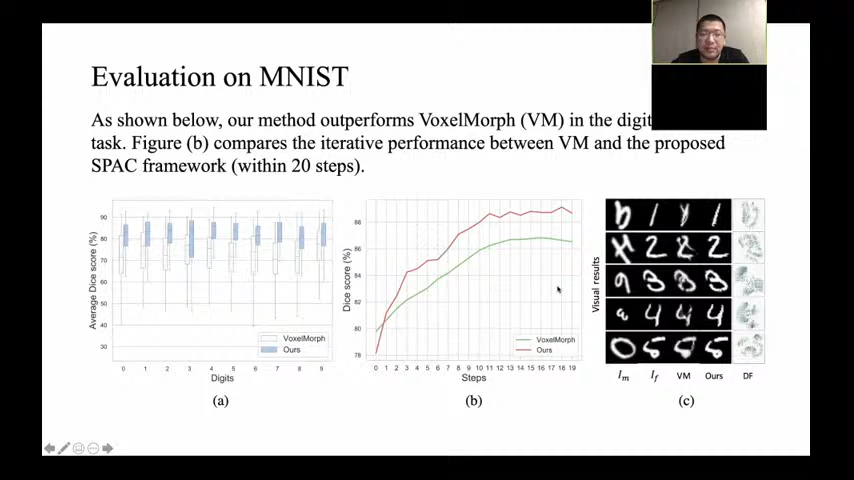 Evaluation on MNIST
As shown below, our method outperforms VoxelMorph (VM) in the digit
task. Figure (b) compares the iterative performance between VM and the proposed
SPAC framework (within 20 steps).
Average Dice score (%)
90
80
70
60
50
40
30
0 1 2 3 4 5 6 7 8 9
Digits
VoxelMorph
Ours
(a)
Dice score (%)
88
86
84
82
80
78
0 1 2 3 4 5 6 7 8 9 10 11 12 13 14 15 16 17 18 19
Steps
VoxelMorph
Ours
(b)
Visual results
I_m I_f VM Ours DF
(c)